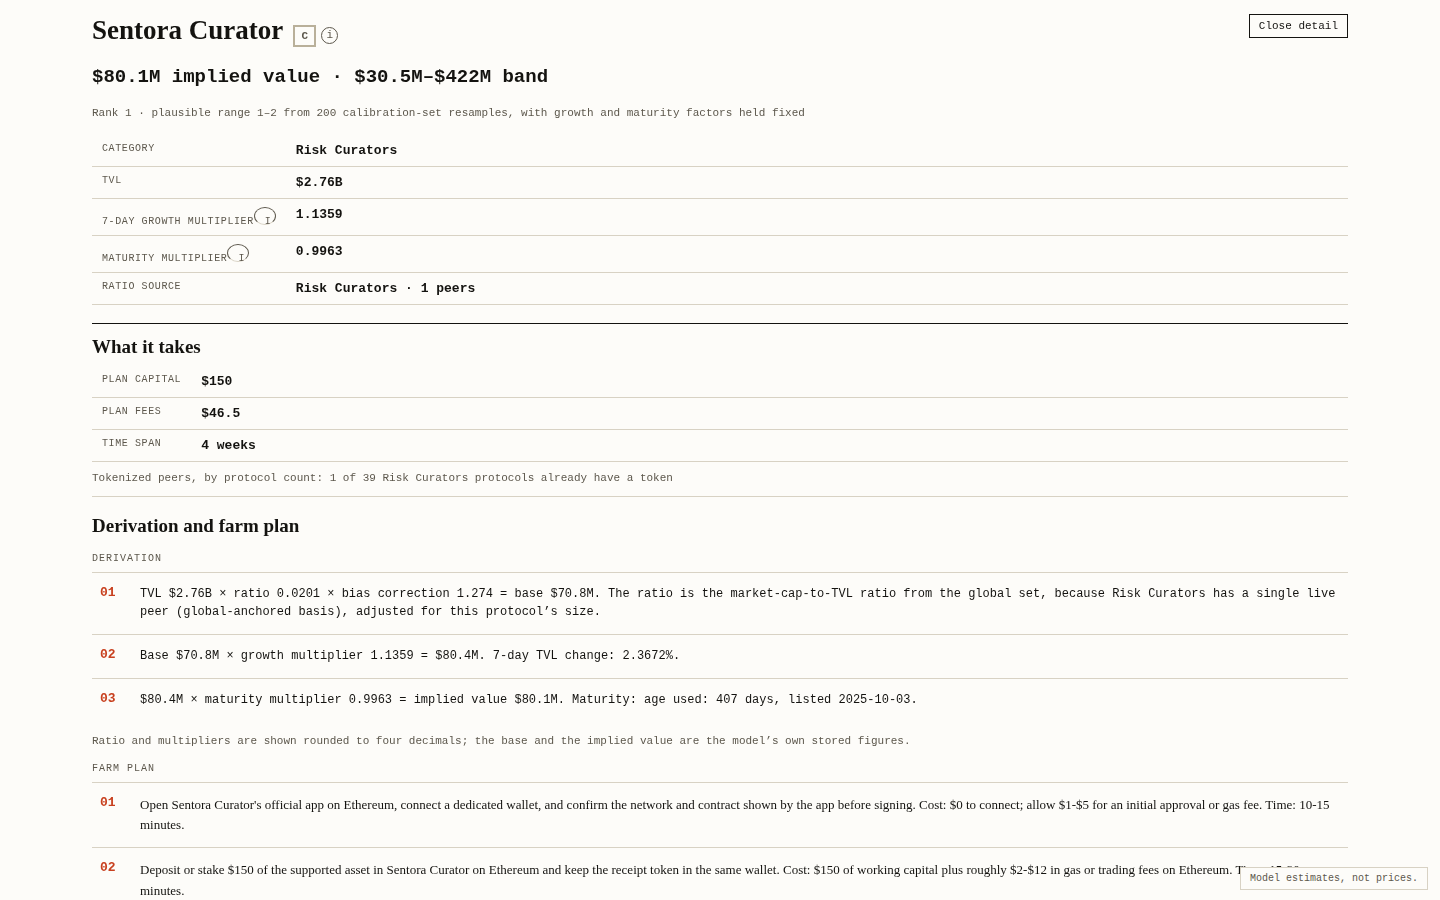 Sentora Curator C i
Close detail
$80.1M implied value · $30.5M–$422M band
Rank 1 · plausible range 1–2 from 200 calibration-set resamples, with growth and maturity factors held fixed
CATEGORY Risk Curators
TVL $2.76B
7-DAY GROWTH MULTIPLIER I 1.1359
MATURITY MULTIPLIER I 0.9963
RATIO SOURCE Risk Curators · 1 peers
What it takes
PLAN CAPITAL $150
PLAN FEES $46.5
TIME SPAN 4 weeks
Tokenized peers, by protocol count: 1 of 39 Risk Curators protocols already have a token
Derivation and farm plan
DERIVATION
01 TVL $2.76B × ratio 0.0201 × bias correction 1.274 = base $70.8M. The ratio is the market-cap-to-TVL ratio from the global set, because Risk Curators has a single live
peer (global-anchored basis), adjusted for this protocol’s size.
02 Base $70.8M × growth multiplier 1.1359 = $80.4M. 7-day TVL change: 2.3672%.
03 $80.4M × maturity multiplier 0.9963 = implied value $80.1M. Maturity: age used: 407 days, listed 2025-10-03.
Ratio and multipliers are shown rounded to four decimals; the base and the implied value are the model’s own stored figures.
FARM PLAN
01 Open Sentora Curator's official app on Ethereum, connect a dedicated wallet, and confirm the network and contract shown by the app before signing. Cost: $0 to connect; allow $1-$5 for an initial approval or gas fee. Time: 10-15
minutes.
02 Deposit or stake $150 of the supported asset in Sentora Curator on Ethereum and keep the receipt token in the same wallet. Cost: $150 of working capital plus roughly $2-$12 in gas or trading fees on Ethereum.
minutes.
Model estimates, not prices.